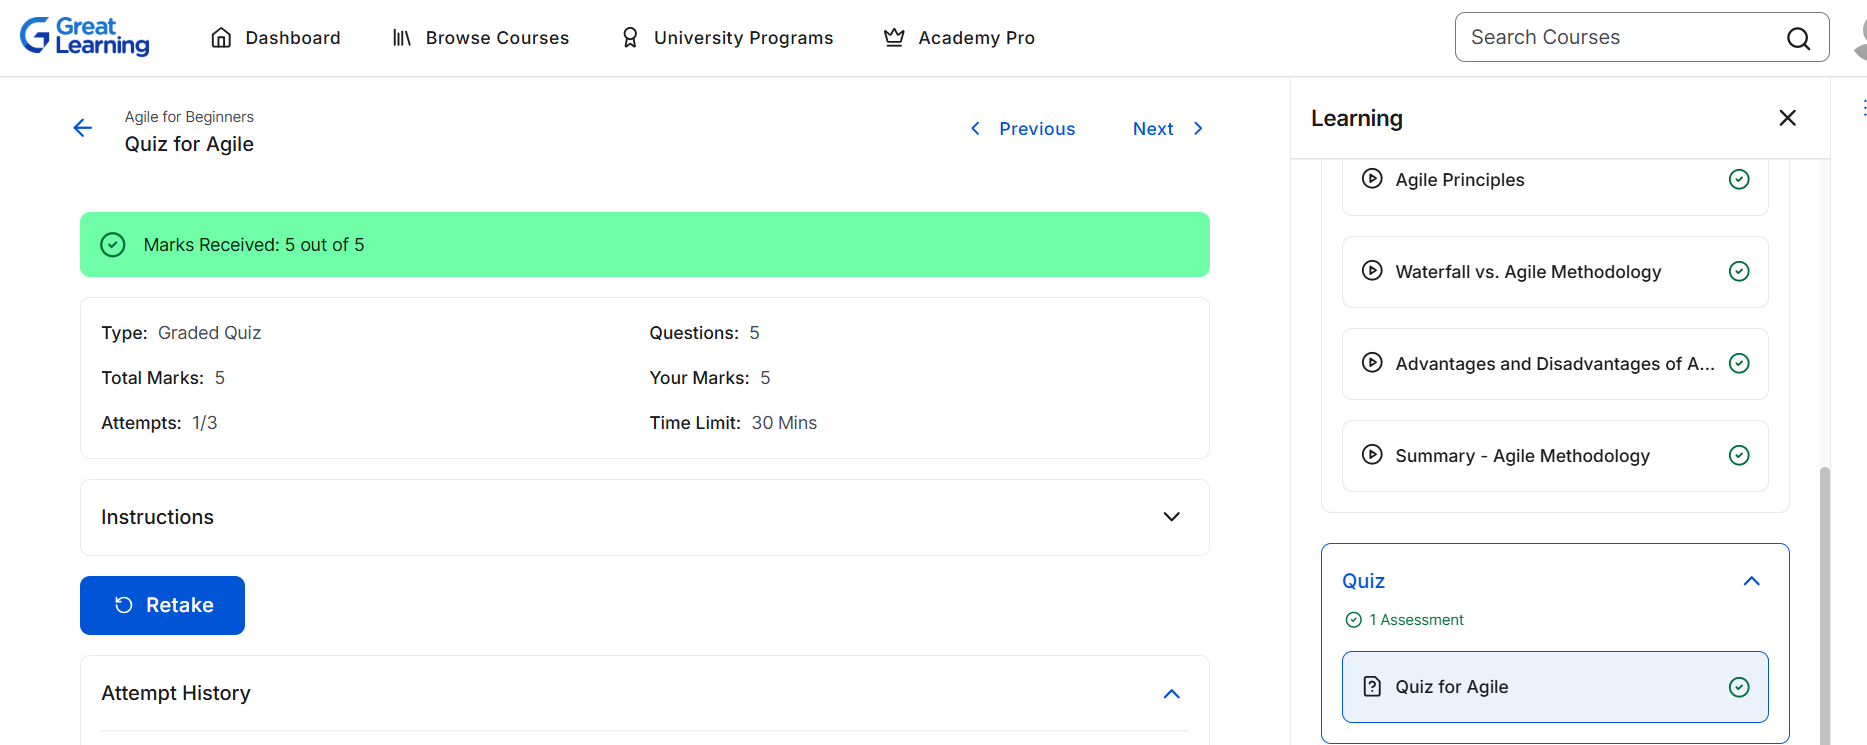 Great Learning
Dashboard
Browse Courses
University Programs
Academy Pro
Search Courses
Agile for Beginners
Quiz for Agile
Previous
Next
Marks Received: 5 out of 5
Type: Graded Quiz
Questions: 5
Total Marks: 5
Your Marks: 5
Attempts: 1/3
Time Limit: 30 Mins
Instructions
Retake
Attempt History
Learning
Agile Principles
Waterfall vs. Agile Methodology
Advantages and Disadvantages of A...
Summary - Agile Methodology
Quiz
1 Assessment
Quiz for Agile